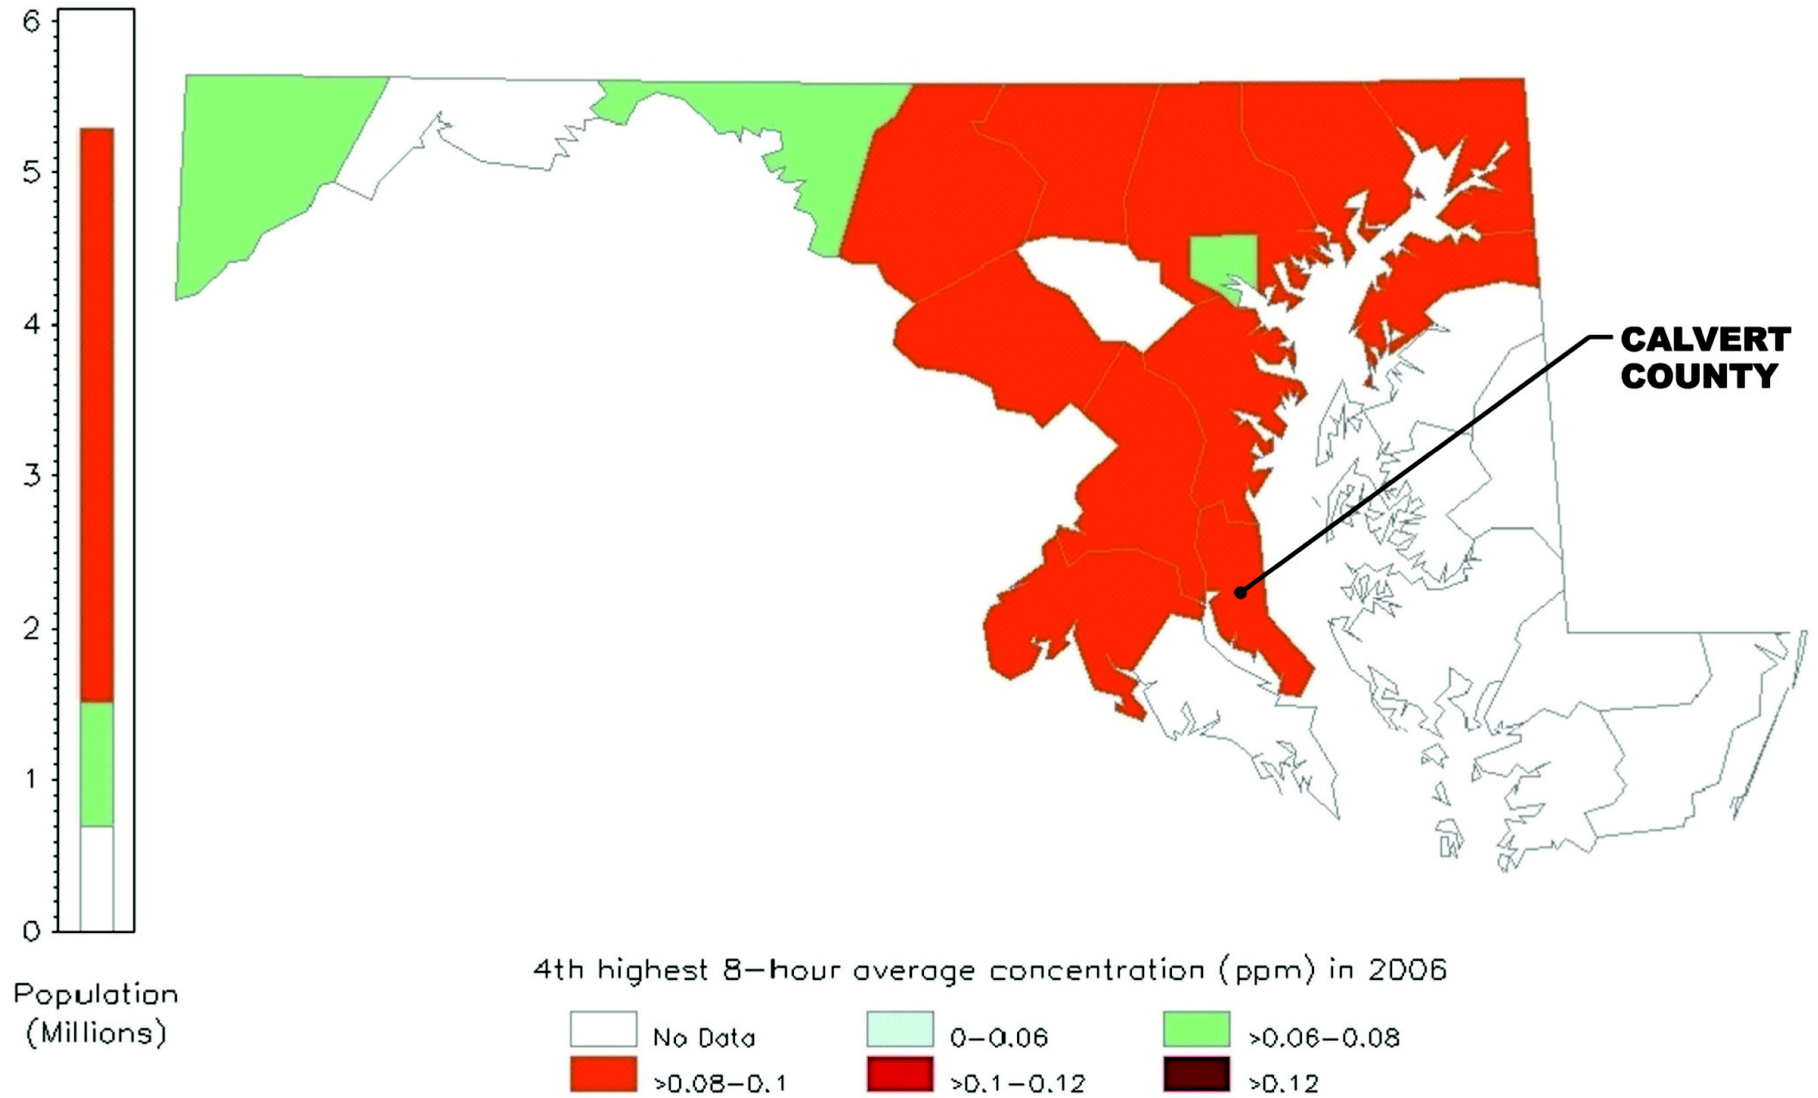 6
5
4
3
2
1
0
Population
(Millions)
CALVERT
COUNTY
4th highest 8-hour average concentration (ppm) in 2006
No Data
0-0.06
>0.06-0.08
>0.08-0.1
>0.1-0.12
>0.12